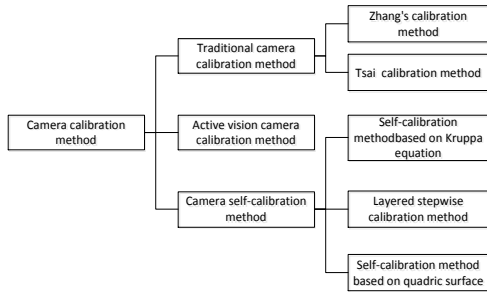 Zhang's calibration
method
Traditional camera
calibration method
Tsai calibration method
Camera calibration
method
Active vision camera
calibration method
Self-calibration
methodbased on Kruppa
equation
Camera self-calibration
method
Layered stepwise
calibration method
Self-calibration method
based on quadric surface